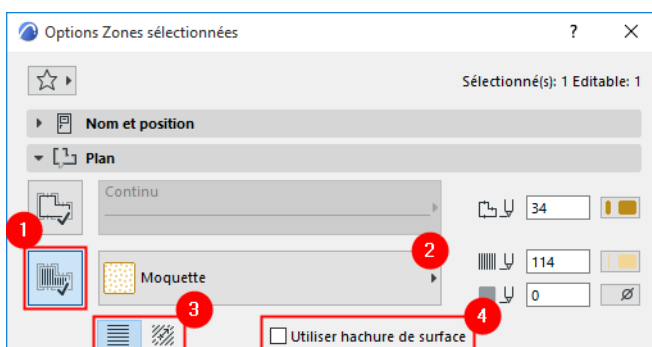 Options Zones sélectionnées
?
Sélectionné(s): 1 Editable: 1
Nom et position
Plan
Continu
34
1
2
Moquette
114
3
0
4
Utiliser hachure de surface